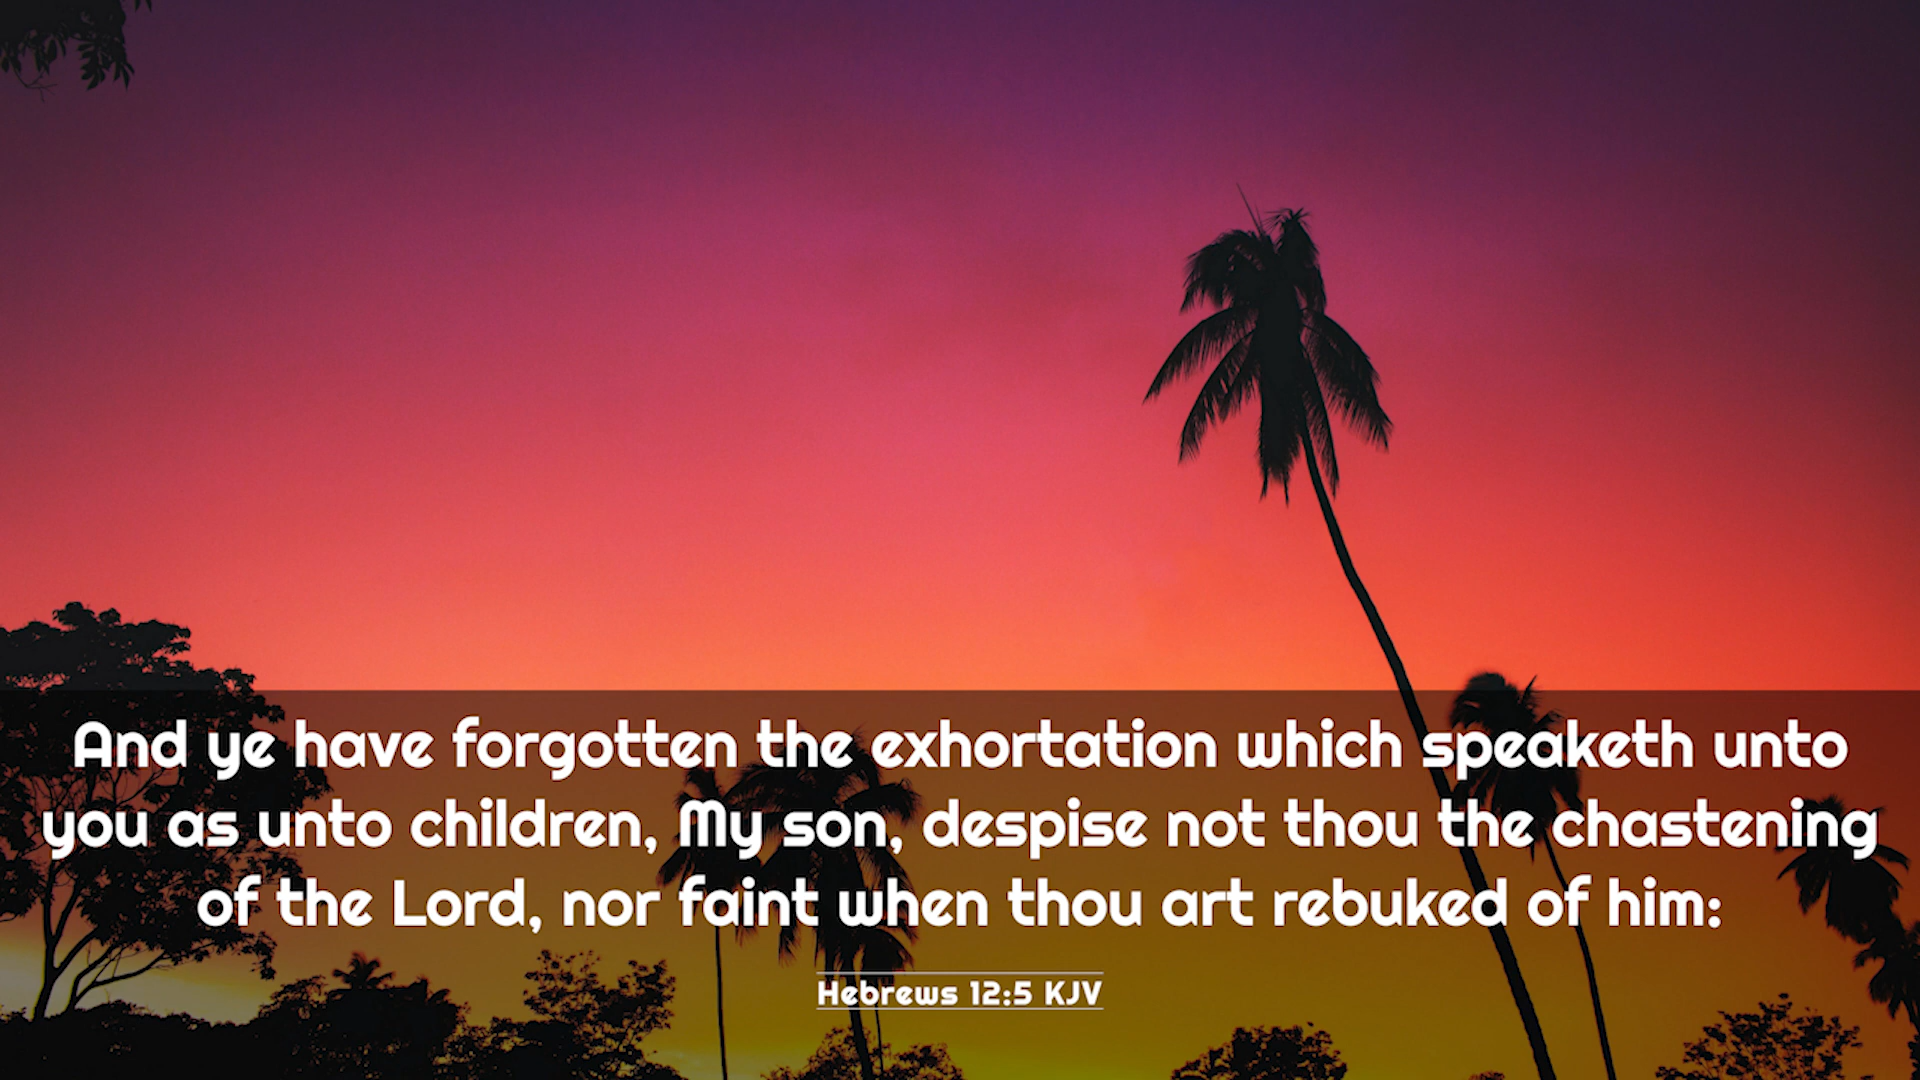 And ye have forgotten the exhortation which speaketh unto
you as unto children, My son, despise not thou the chastening
of the Lord, nor faint when thou art rebuked of him:
Hebrews 12:5 KJV